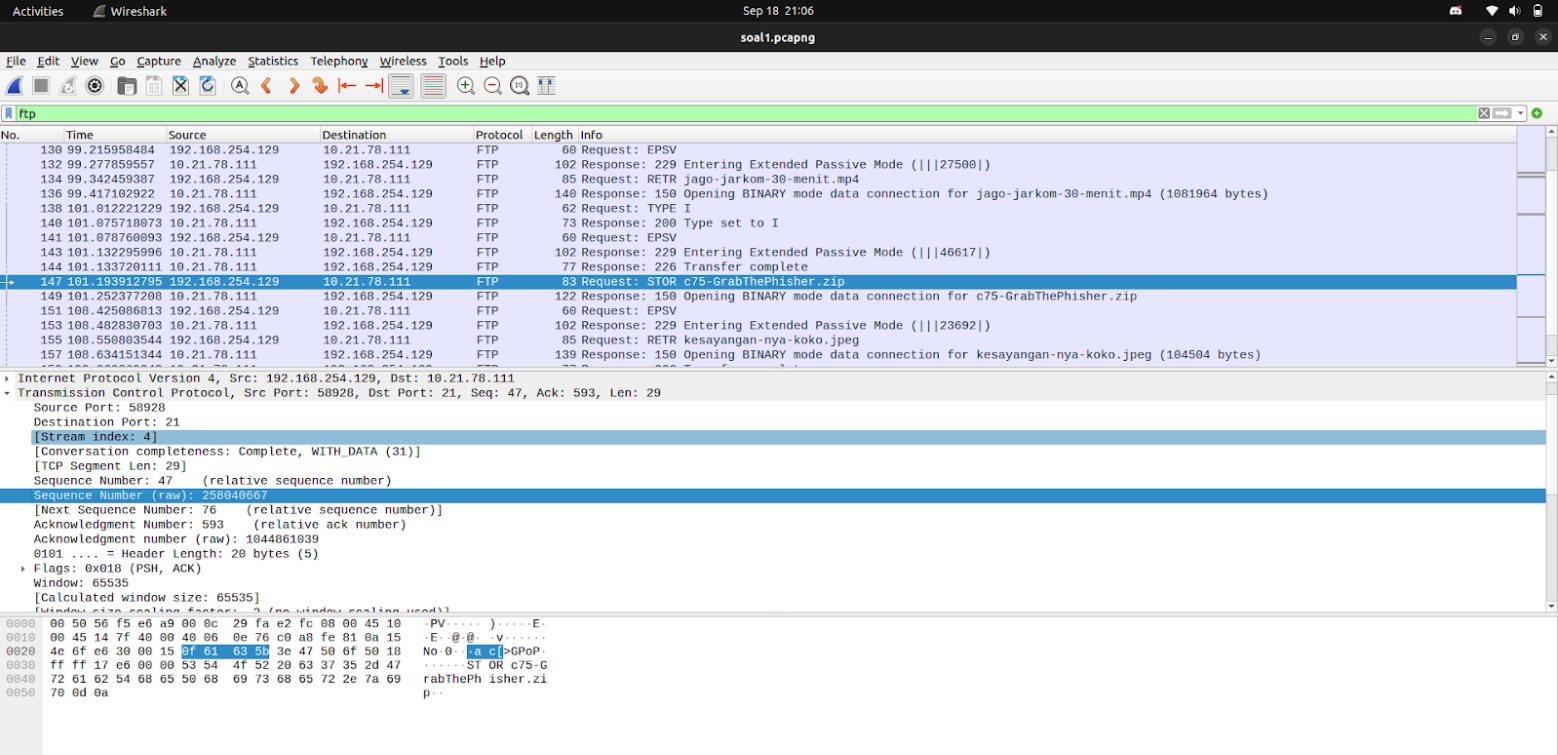 Activities Wireshark Sep 18 21:06
soal1.pcapng
File Edit View Go Capture Analyze Statistics Telephony Wireless Tools Help
ftp
No. Time Source Destination Protocol Length Info
130 99.215958484 192.168.254.129 10.21.78.111 FTP 60 Request: EPSV
132 99.277859557 10.21.78.111 192.168.254.129 FTP 102 Response: 229 Entering Extended Passive Mode (|||27500|)
134 99.342459387 192.168.254.129 10.21.78.111 FTP 85 Request: RETR jago-jarkom-30-menit.mp4
136 99.417102922 10.21.78.111 192.168.254.129 FTP 140 Response: 150 Opening BINARY mode data connection for jago-jarkom-30-menit.mp4 (1081964 bytes)
138 101.012221229 192.168.254.129 10.21.78.111 FTP 62 Request: TYPE I
140 101.075718073 10.21.78.111 192.168.254.129 FTP 73 Response: 200 Type set to I
141 101.078760093 192.168.254.129 10.21.78.111 FTP 60 Request: EPSV
143 101.132295996 10.21.78.111 192.168.254.129 FTP 102 Response: 229 Entering Extended Passive Mode (|||46617|)
144 101.133720111 10.21.78.111 192.168.254.129 FTP 77 Response: 226 Transfer complete
147 101.193912795 192.168.254.129 10.21.78.111 FTP 83 Request: STOR c75-GrabThePhisher.zip
149 101.252377208 10.21.78.111 192.168.254.129 FTP 122 Response: 150 Opening BINARY mode data connection for c75-GrabThePhisher.zip
151 108.425086813 192.168.254.129 10.21.78.111 FTP 60 Request: EPSV
153 108.482830703 10.21.78.111 192.168.254.129 FTP 102 Response: 229 Entering Extended Passive Mode (|||23692|)
155 108.550803544 192.168.254.129 10.21.78.111 FTP 85 Request: RETR kesayangan-nya-koko.jpeg
157 108.634151344 10.21.78.111 192.168.254.129 FTP 139 Response: 150 Opening BINARY mode data connection for kesayangan-nya-koko.jpeg (104504 bytes)
Internet Protocol Version 4, Src: 192.168.254.129, Dst: 10.21.78.111
Transmission Control Protocol, Src Port: 58928, Dst Port: 21, Seq: 47, Ack: 593, Len: 29
Source Port: 58928
Destination Port: 21
[Stream index: 4]
[Conversation completeness: Complete, WITH_DATA (31)]
[TCP Segment Len: 29]
Sequence Number: 47 (relative sequence number)
Sequence Number (raw): 258040667
[Next Sequence Number: 76 (relative sequence number)]
Acknowledgment Number: 593 (relative ack number)
Acknowledgment number (raw): 1044861039
0101 .... = Header Length: 20 bytes (5)
Flags: 0x018 (PSH, ACK)
Window: 65535
[Calculated window size: 65535]
[Window size scaling factor: -2 (no window scaling used)]
0000 00 50 56 f5 e6 a9 00 0c 29 fa e2 fc 08 00 45 10 ·PV····· )·····E·
0010 00 45 14 7f 40 00 40 06 0e 76 c0 a8 fe 81 0a 15 ·E··@·@· ·v······
0020 4e 6f e6 30 00 15 0f 61 63 5b 3e 47 50 6f 50 18 No·0···a c[>GPoP·
0030 ff ff 17 e6 00 00 53 54 4f 52 20 63 37 35 2d 47 ······ST OR c75-G
0040 72 61 62 54 68 65 50 68 69 73 68 65 72 2e 7a 69 rabThePh isher.zi
0050 70 0d 0a p··